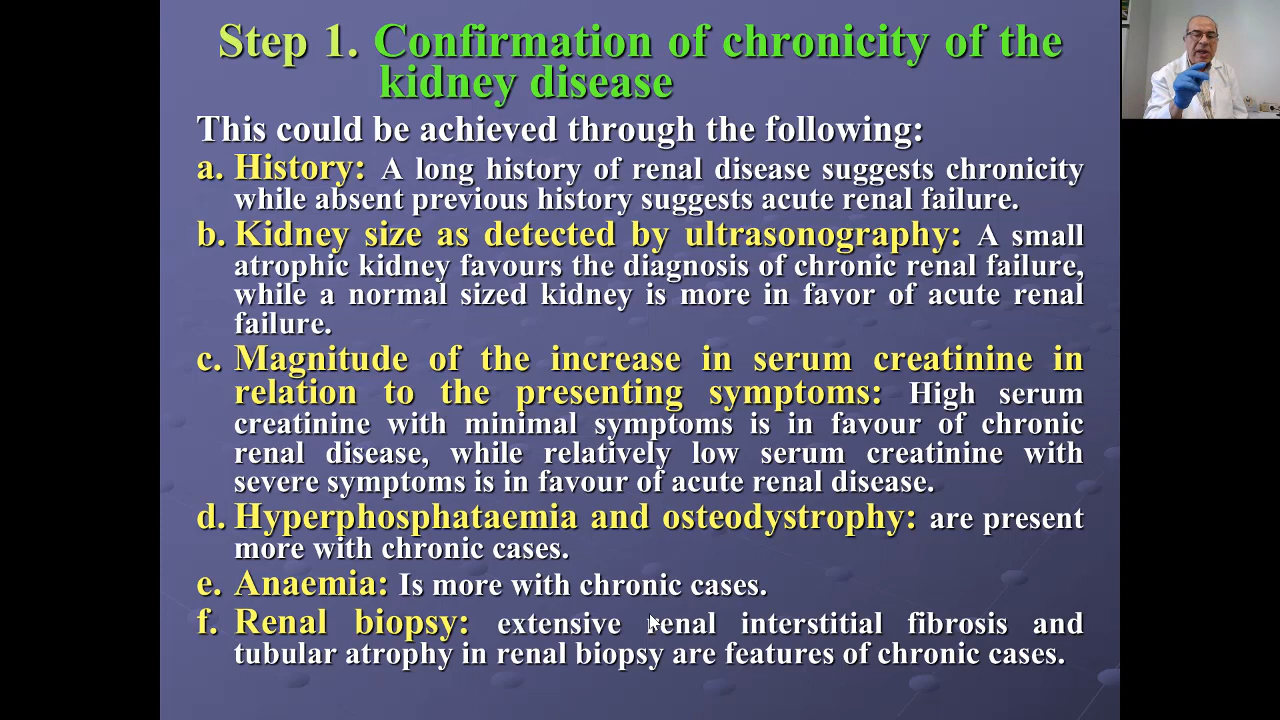 Step 1. Confirmation of chronicity of the
kidney disease
This could be achieved through the following:
a. History: A long history of renal disease suggests chronicity
while absent previous history suggests acute renal failure.
b. Kidney size as detected by ultrasonography: A small
atrophic kidney favours the diagnosis of chronic renal failure,
while a normal sized kidney is more in favor of acute renal
failure.
c. Magnitude of the increase in serum creatinine in
relation to the presenting symptoms: High serum
creatinine with minimal symptoms is in favour of chronic
renal disease, while relatively low serum creatinine with
severe symptoms is in favour of acute renal disease.
d. Hyperphosphataemia and osteodystrophy: are present
more with chronic cases.
e. Anaemia: Is more with chronic cases.
f. Renal biopsy: extensive renal interstitial fibrosis and
tubular atrophy in renal biopsy are features of chronic cases.